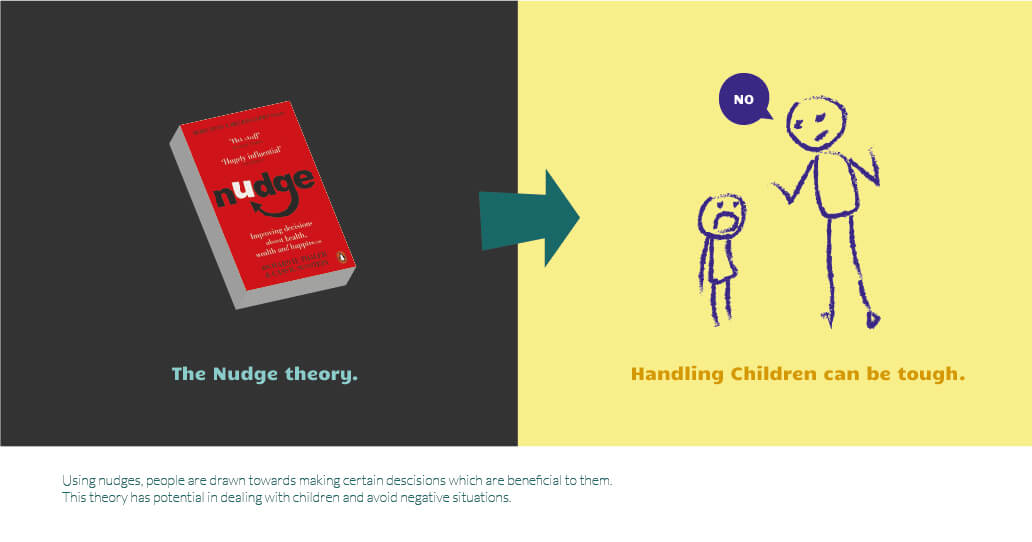 "Hot stuff"
"Hugely influential"
nudge
Improving decisions
about health,
wealth and happiness
NO
The Nudge theory.
Handling Children can be tough.
Using nudges, people are drawn towards making certain descisions which are beneficial to them.
This theory has potential in dealing with children and avoid negative situations.